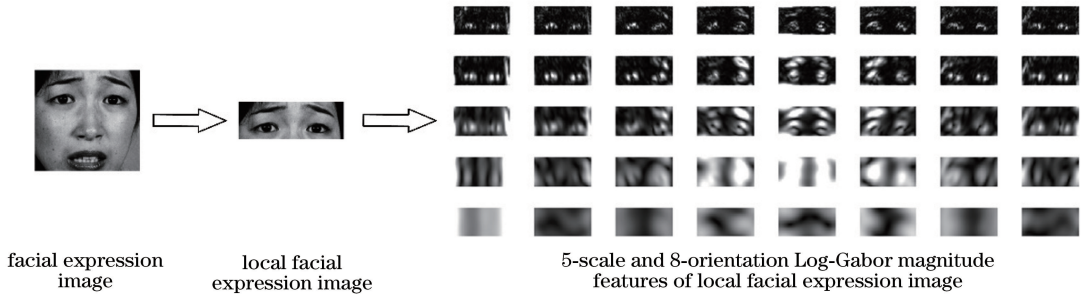 facial expression
image
local facial
expression image
5-scale and 8-orientation Log-Gabor magnitude
features of local facial expression image